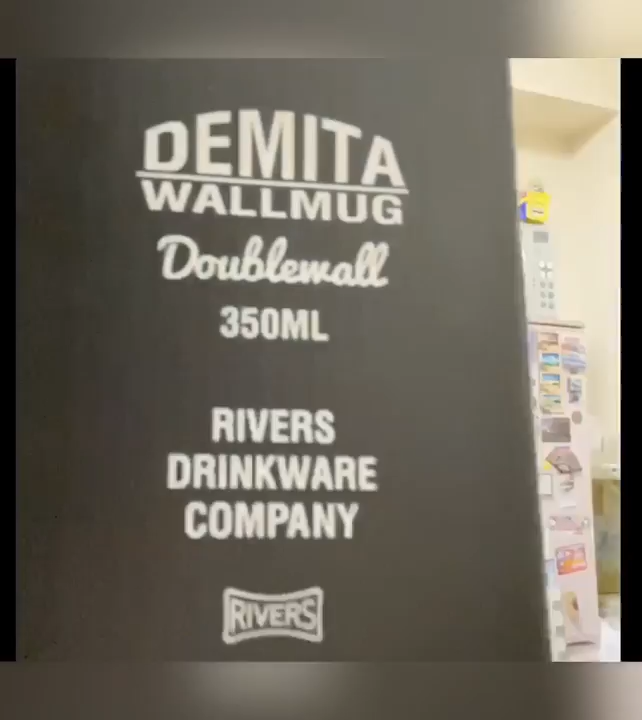 DEMITA
WALLMUG
Doublewall
350ML
RIVERS
DRINKWARE
COMPANY
RIVERS